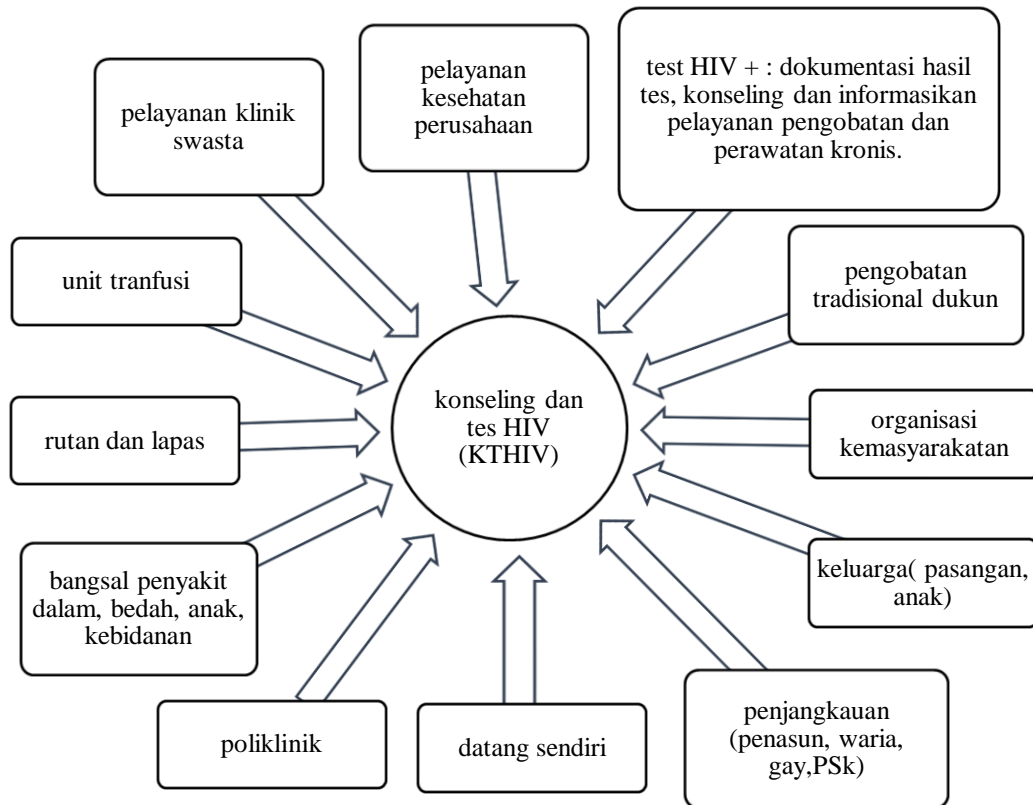 pelayanan klinik
swasta
pelayanan
kesehatan
perusahaan
test HIV + : dokumentasi hasil
tes, konseling dan informasikan
pelayanan pengobatan dan
perawatan kronis.
unit tranfusi
pengobatan
tradisional dukun
rutan dan lapas
konseling dan
tes HIV
(KTHIV)
organisasi
kemasyarakatan
bangsal penyakit
dalam, bedah, anak,
kebidanan
keluarga( pasangan,
anak)
poliklinik
datang sendiri
penjangkauan
(penasun, waria,
gay,PSk)